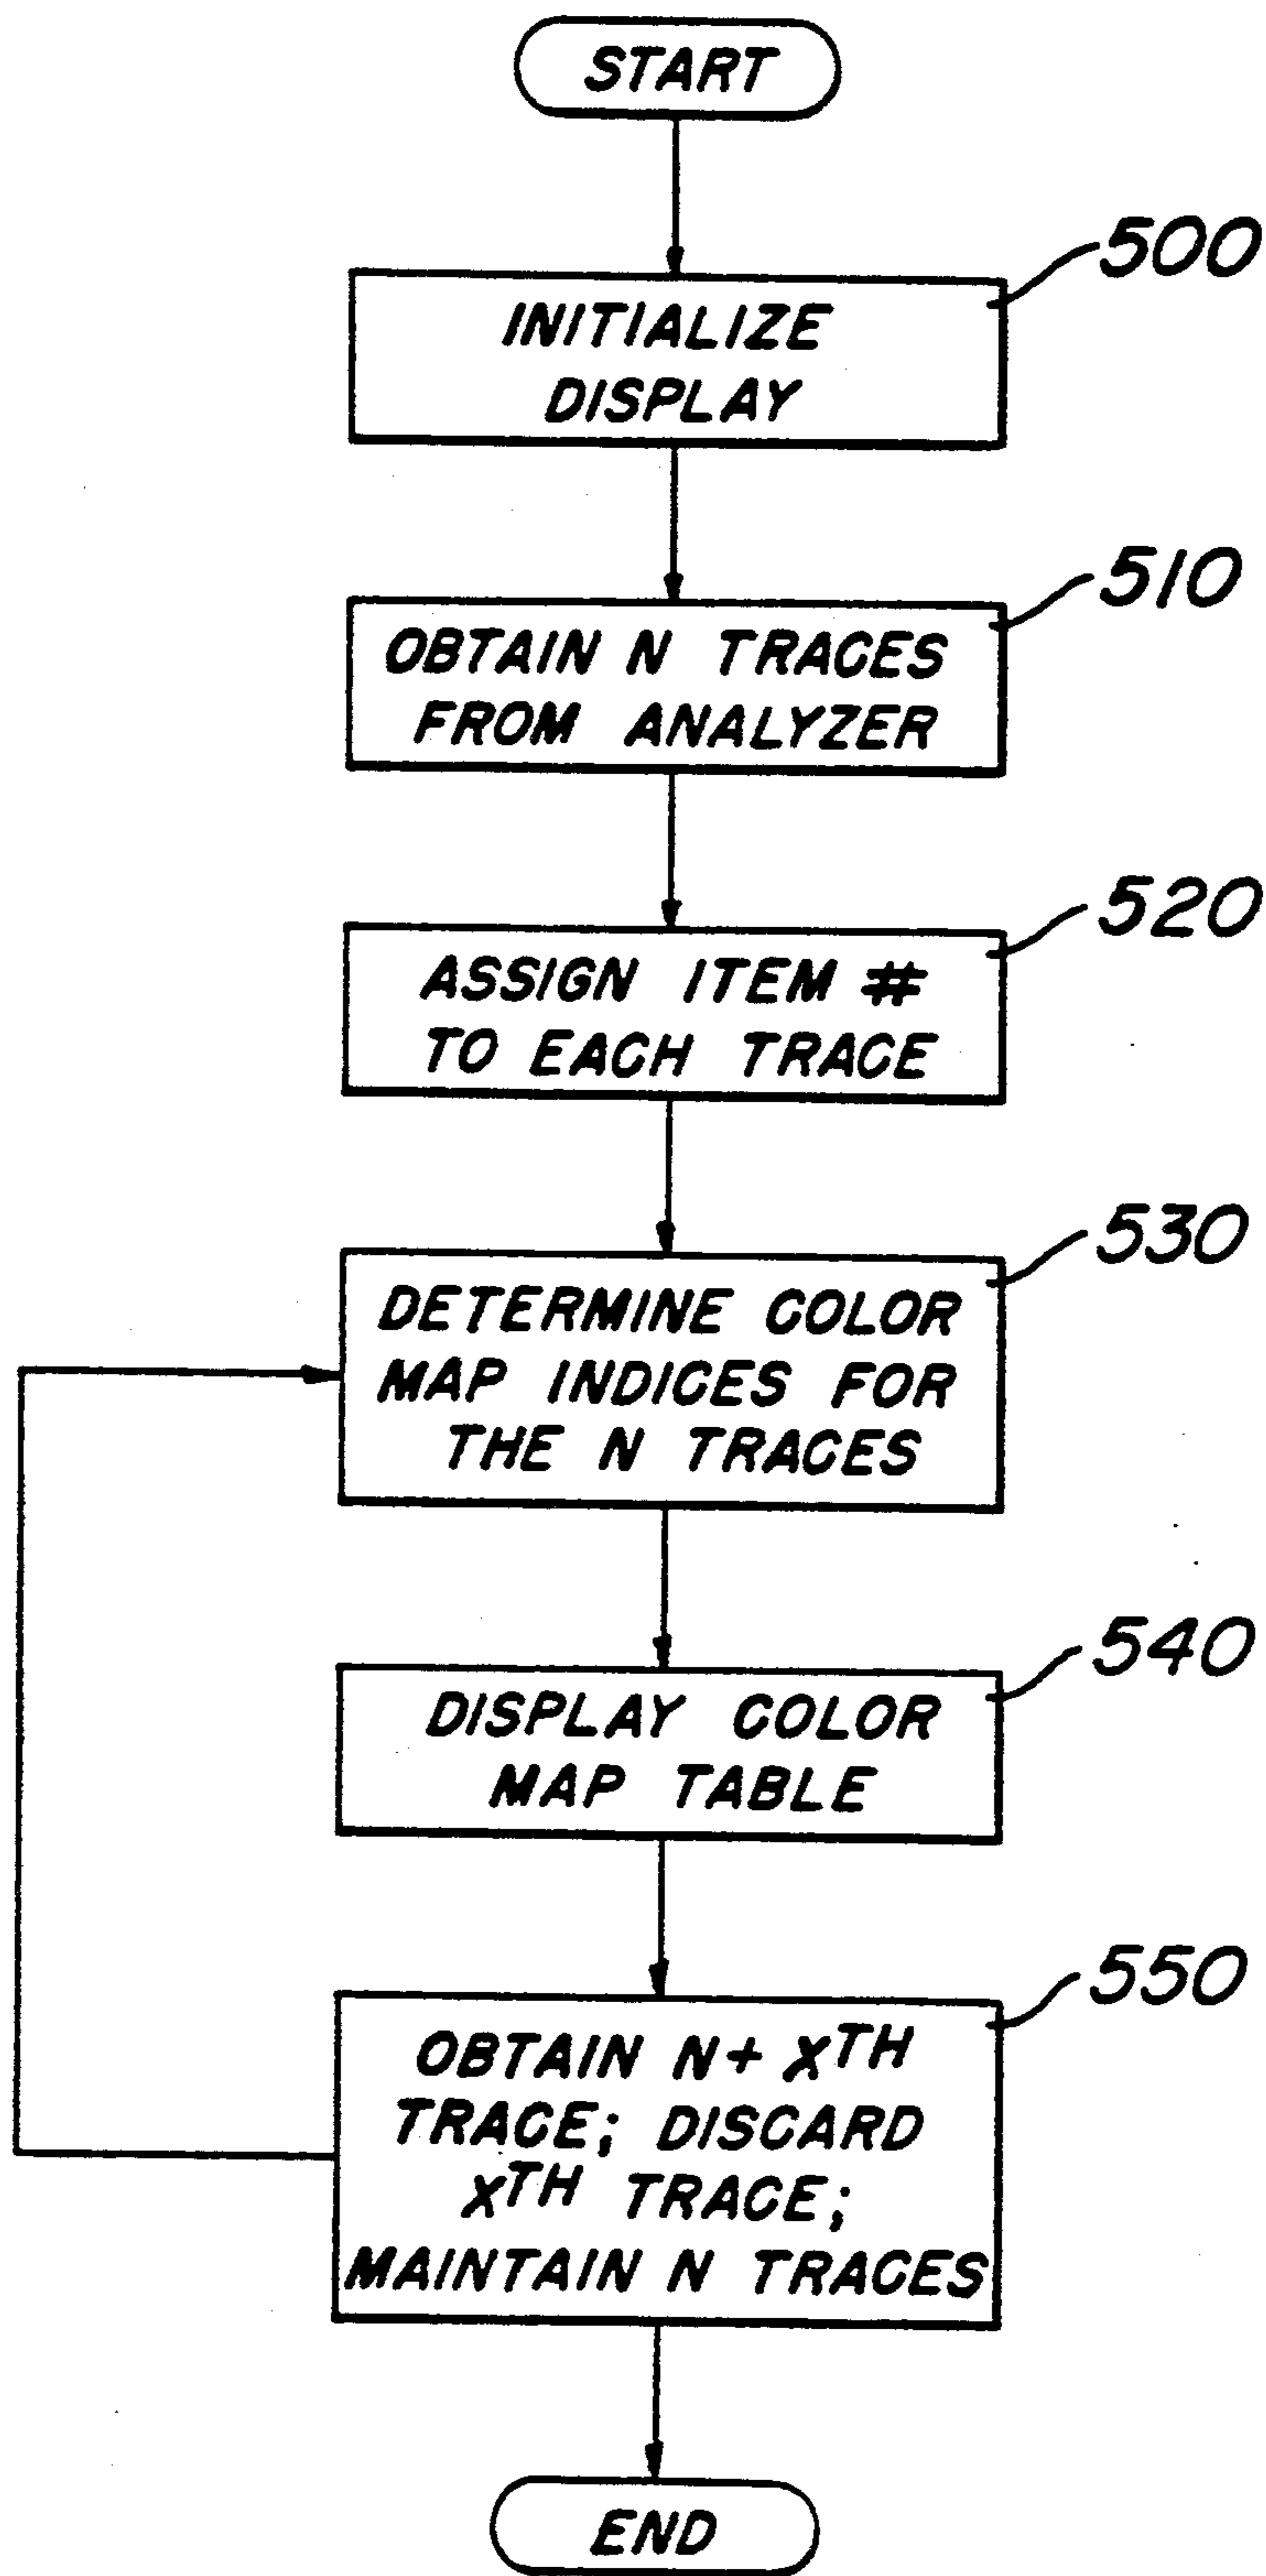 START
500
INITIALIZE
DISPLAY
510
OBTAIN N TRACES
FROM ANALYZER
520
ASSIGN ITEM #
TO EACH TRACE
530
DETERMINE COLOR
MAP INDICES FOR
THE N TRACES
540
DISPLAY COLOR
MAP TABLE
550
OBTAIN N+ XTH
TRACE; DISCARD
XTH TRACE;
MAINTAIN N TRACES
END